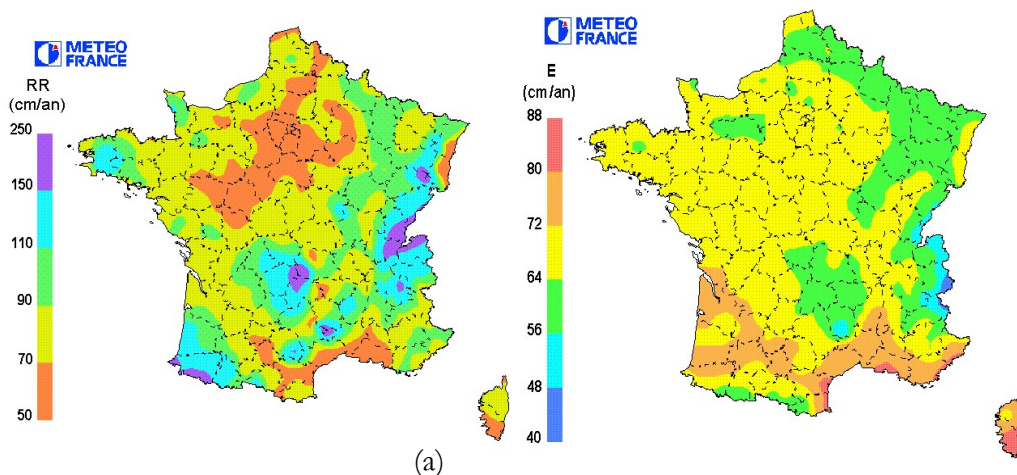 METEO
FRANCE
RR
(cm/an)
250
150
110
90
70
50
METEO
FRANCE
E
(cm/an)
88
80
72
64
56
48
40
(a)